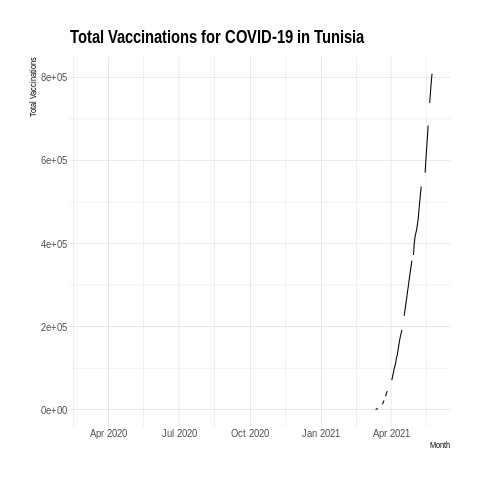 Total Vaccinations for COVID-19 in Tunisia
Total Vaccinations
8e+05
6e+05
4e+05
2e+05
0e+00
Apr 2020 Jul 2020 Oct 2020 Jan 2021 Apr 2021
Month